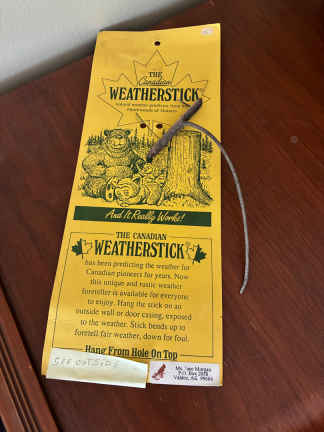 THE
Canadian
WEATHERSTICK
And It Really Works!
THE CANADIAN
WEATHERSTICK
has been predicting the weather for
Canadian pioneers for years. Now
this unique and rustic weather
foreteller is available for everyone
to enjoy. Hang the stick on an
outside wall or door casing, exposed
to the weather. Stick bends up to
foretell fair weather, down for foul.
Hang From Hole On Top
SEE OUTSIDE
P.O. Box